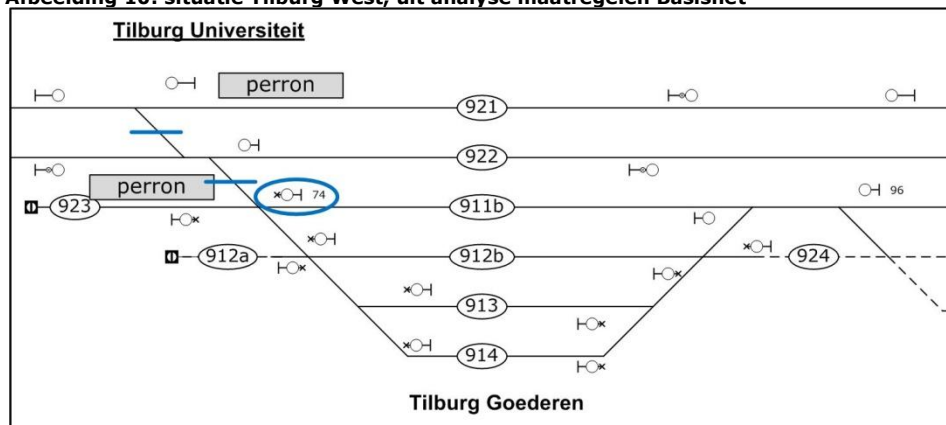 Afbeelding 10: situatie Tilburg West, uit analyse maatregelen Basisnet
Tilburg Universiteit
perron
921
922
perron
74
96
923
911b
912a
912b
924
913
914
Tilburg Goederen